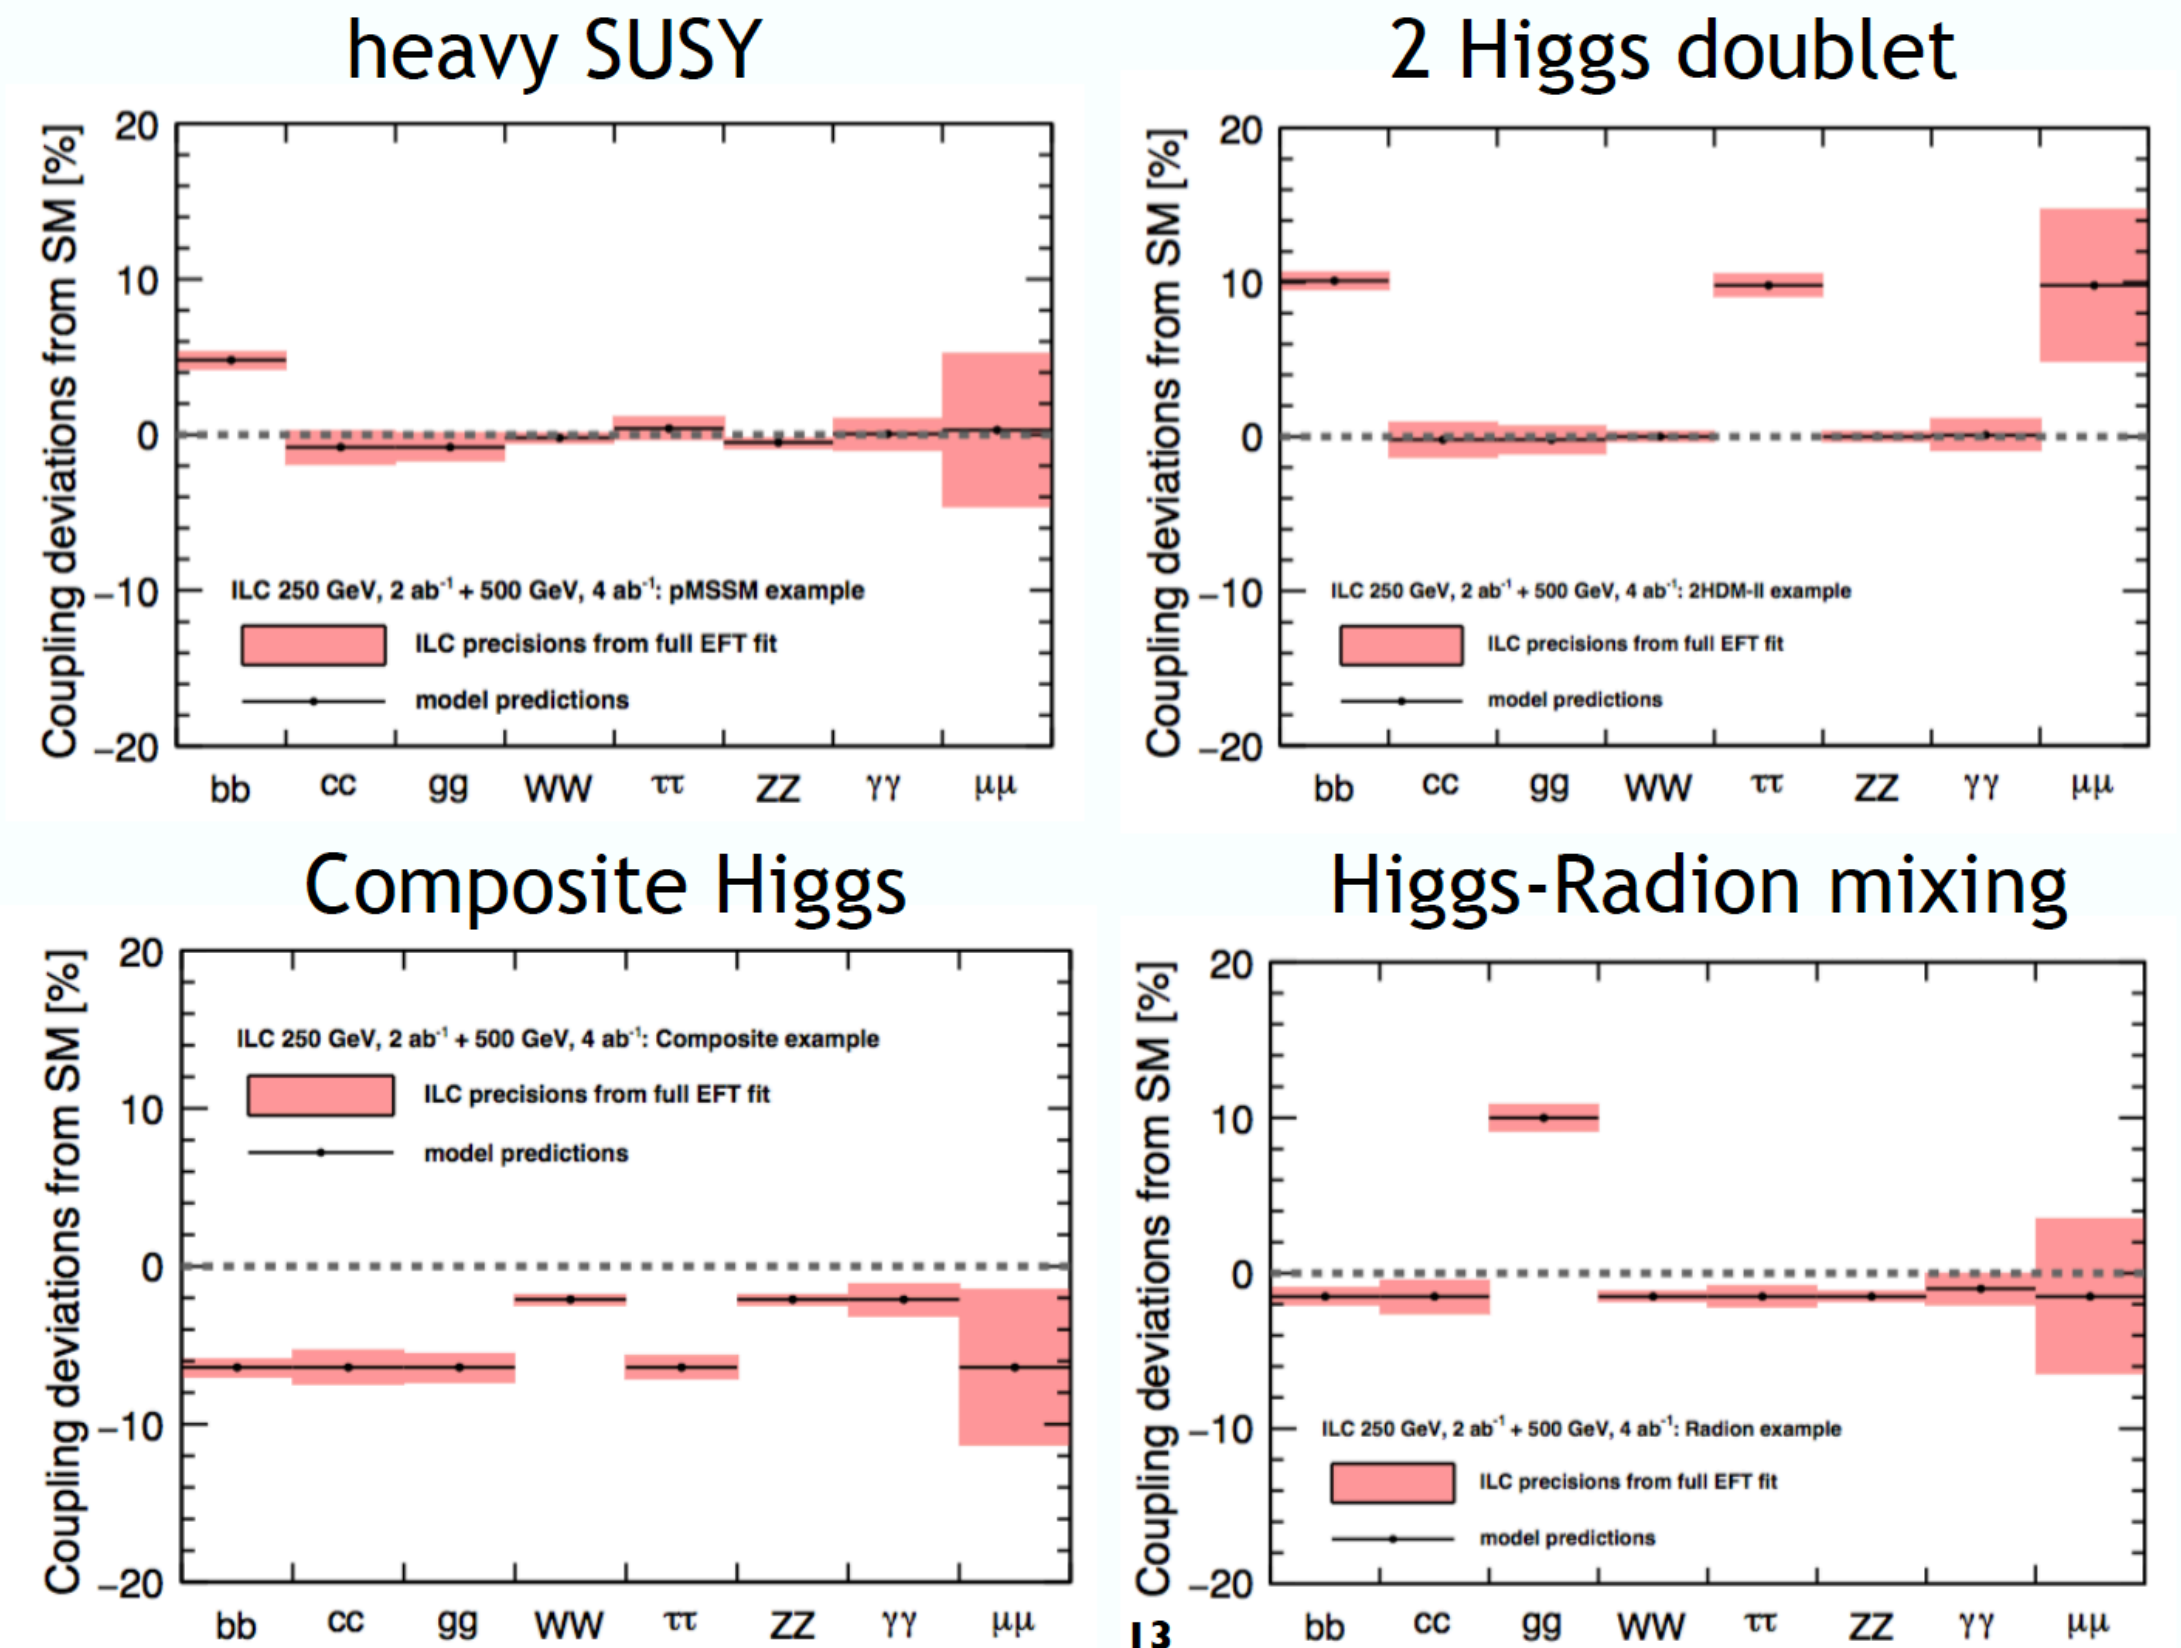 heavy SUSY
Coupling deviations from SM [%]
20
10
0
−10
−20
ILC 250 GeV, 2 ab-1 + 500 GeV, 4 ab-1: pMSSM example
ILC precisions from full EFT fit
model predictions
bb cc gg WW ττ ZZ γγ μμ
2 Higgs doublet
Coupling deviations from SM [%]
20
10
0
−10
−20
ILC 250 GeV, 2 ab-1 + 500 GeV, 4 ab-1: 2HDM-II example
ILC precisions from full EFT fit
model predictions
bb cc gg WW ττ ZZ γγ μμ
Composite Higgs
Coupling deviations from SM [%]
20
10
0
−10
−20
ILC 250 GeV, 2 ab-1 + 500 GeV, 4 ab-1: Composite example
ILC precisions from full EFT fit
model predictions
bb cc gg WW ττ ZZ γγ μμ
Higgs-Radion mixing
Coupling deviations from SM [%]
20
10
0
−10
−20
ILC 250 GeV, 2 ab-1 + 500 GeV, 4 ab-1: Radion example
ILC precisions from full EFT fit
model predictions
bb cc gg WW ττ ZZ γγ μμ
13